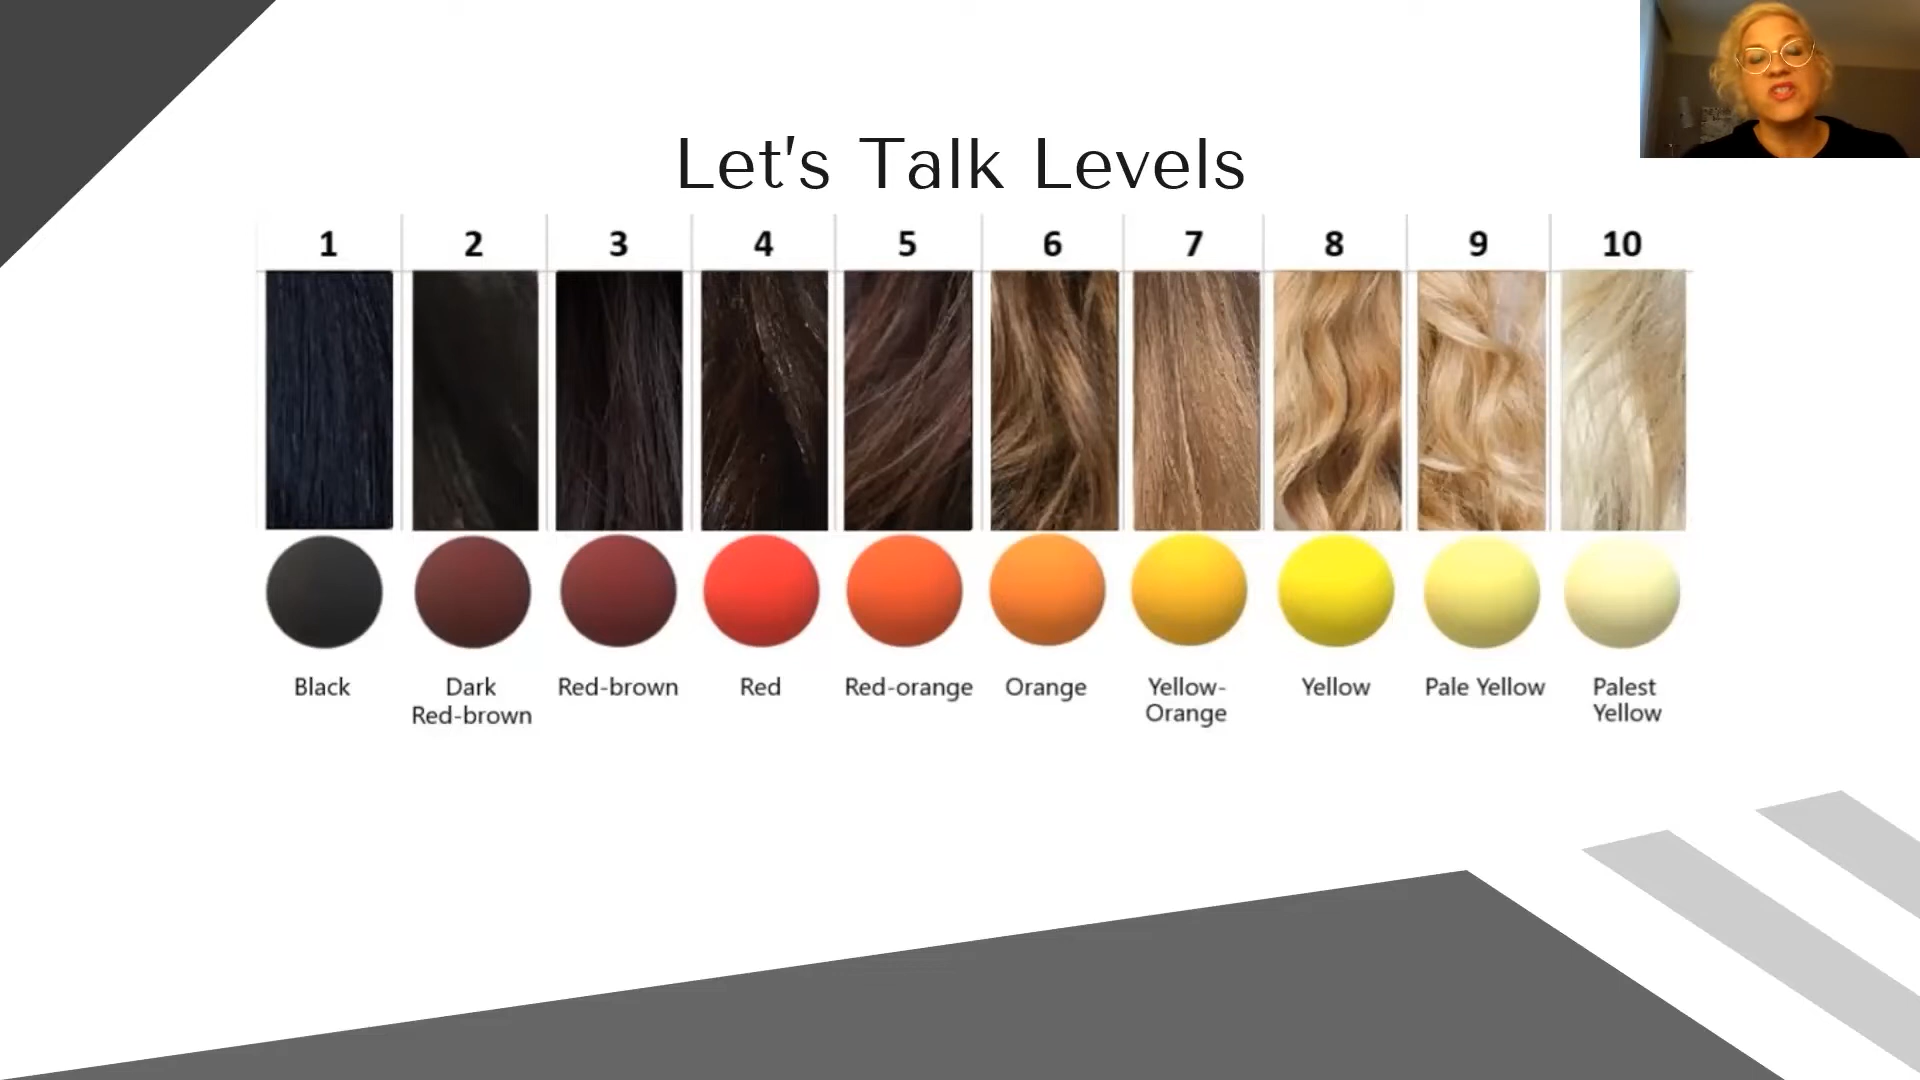 Let's Talk Levels
1 2 3 4 5 6 7 8 9 10
Black
Dark
Red-brown
Red-brown
Red
Red-orange
Orange
Yellow-
Orange
Yellow
Pale Yellow
Palest
Yellow